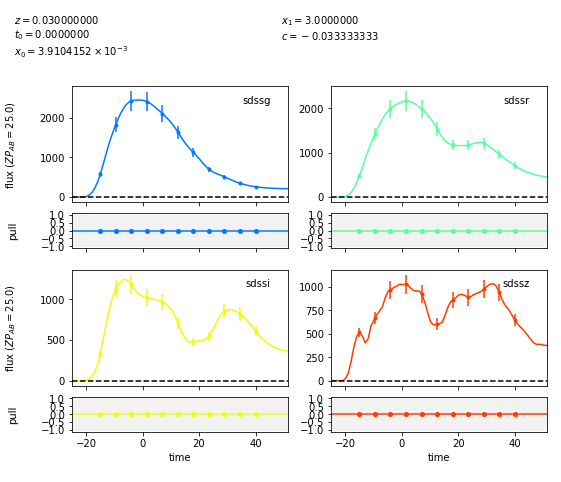 z = 0.030000000
t₀ = 0.0000000
x₀ = 3.9104152 × 10⁻³
x₁ = 3.0000000
c = −0.033333333
flux (ZP_AB = 25.0)
2000
1000
0
sdssg
2000
1000
0
sdssr
pull
1.0
0.5
0.0
−0.5
−1.0
1.0
0.5
0.0
−0.5
−1.0
flux (ZP_AB = 25.0)
1000
500
0
sdssi
1000
750
500
250
0
sdssz
pull
1.0
0.5
0.0
−0.5
−1.0
−20 0 20 40
time
1.0
0.5
0.0
−0.5
−1.0
−20 0 20 40
time